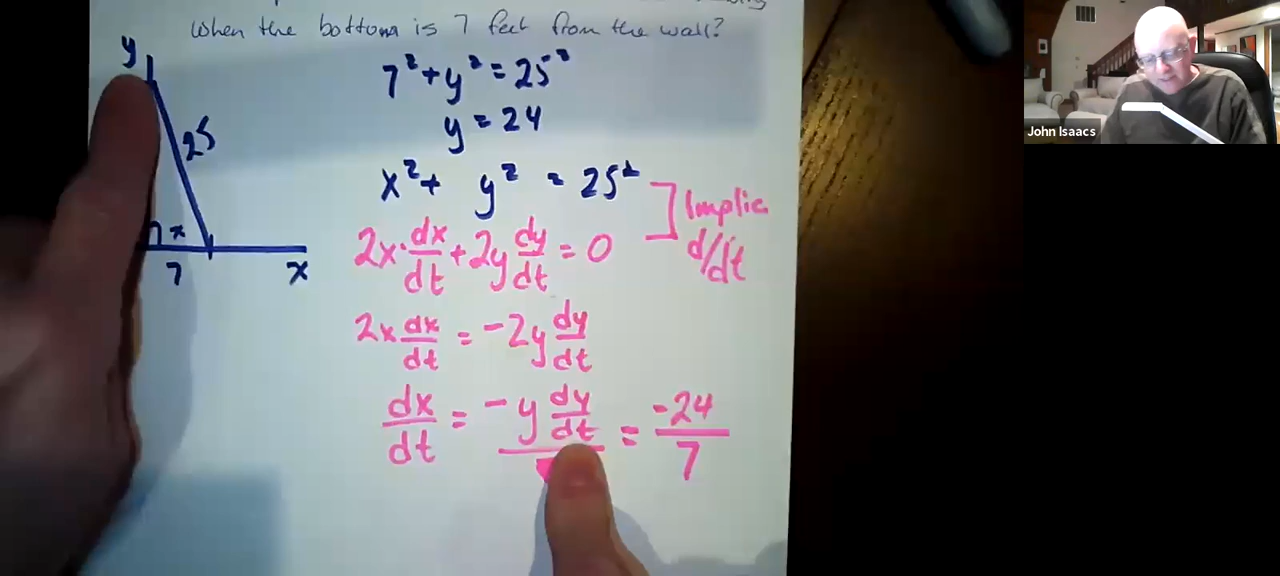 when the bottom is 7 feet from the wall?
y
7² + y² = 25²
25
y = 24
x² + y² = 25²
Implic
d/dt
x
7
x
2x · dx/dt + 2y dy/dt = 0
2x dx/dt = -2y dy/dt
dx/dt = -y dy/dt = -24/7
John Isaacs